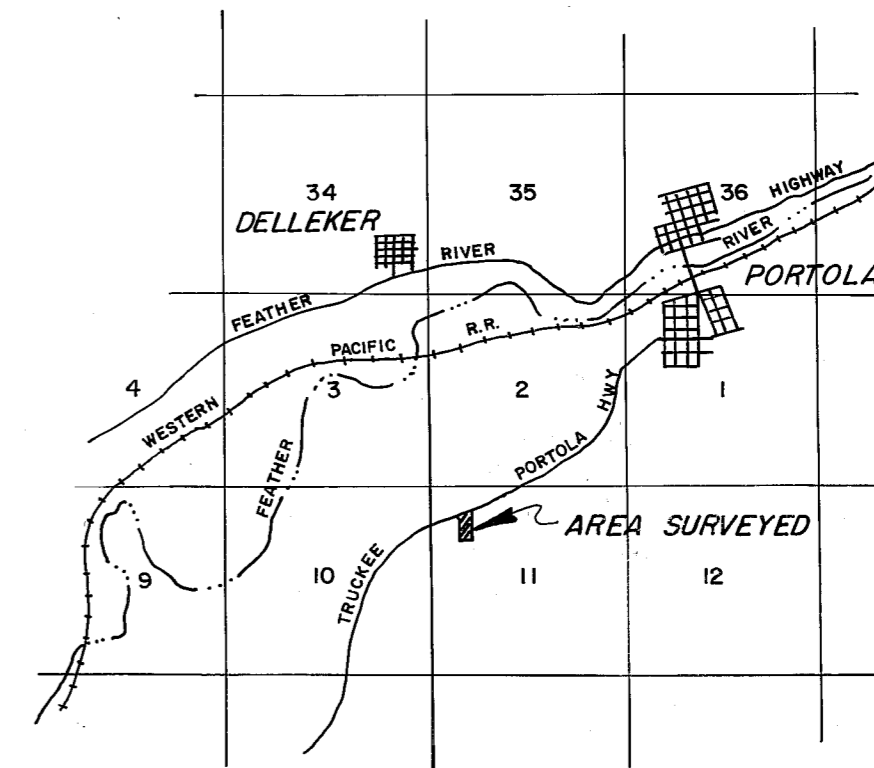 34
35
36
HIGHWAY
DELLEKER
RIVER
RIVER
PORTOLA
FEATHER
PACIFIC
R.R.
4
WESTERN
3
2
HWY
1
FEATHER
PORTOLA
AREA SURVEYED
9
10
TRUCKEE
11
12